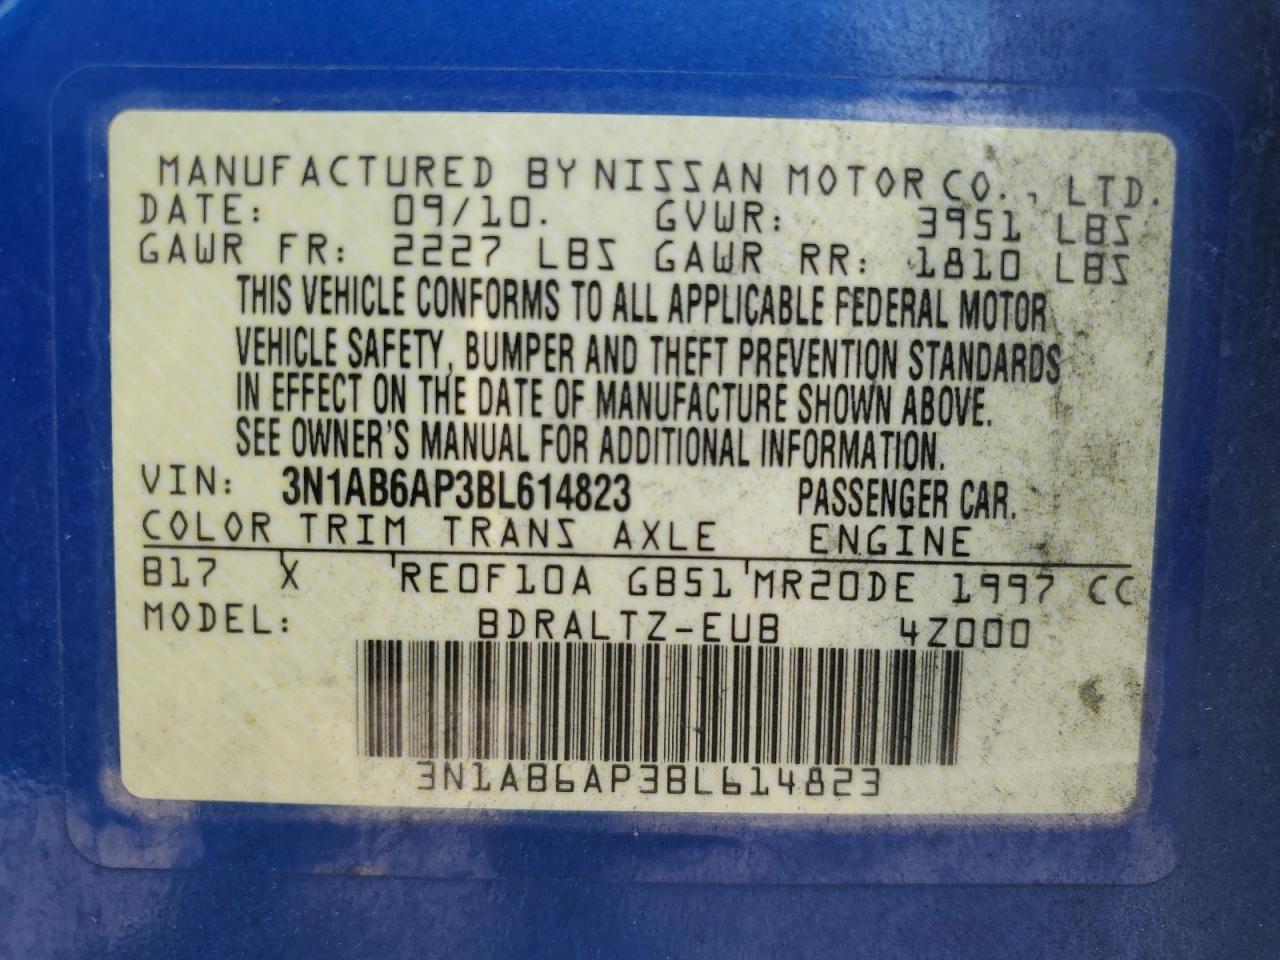 MANUFACTURED BY NISSAN MOTOR CO., LTD.
DATE: 09/10. GVWR: 3951 LBS
GAWR FR: 2227 LBS GAWR RR: 1810 LBS
THIS VEHICLE CONFORMS TO ALL APPLICABLE FEDERAL MOTOR
VEHICLE SAFETY, BUMPER AND THEFT PREVENTION STANDARDS
IN EFFECT ON THE DATE OF MANUFACTURE SHOWN ABOVE.
SEE OWNER'S MANUAL FOR ADDITIONAL INFORMATION.
VIN: 3N1AB6AP3BL614823 PASSENGER CAR.
COLOR TRIM TRANS AXLE ENGINE
B17 X RE0F10A GB51 MR20DE 1997 CC
MODEL: BDRALTZ-EUB 4Z000
3N1AB6AP3BL614823